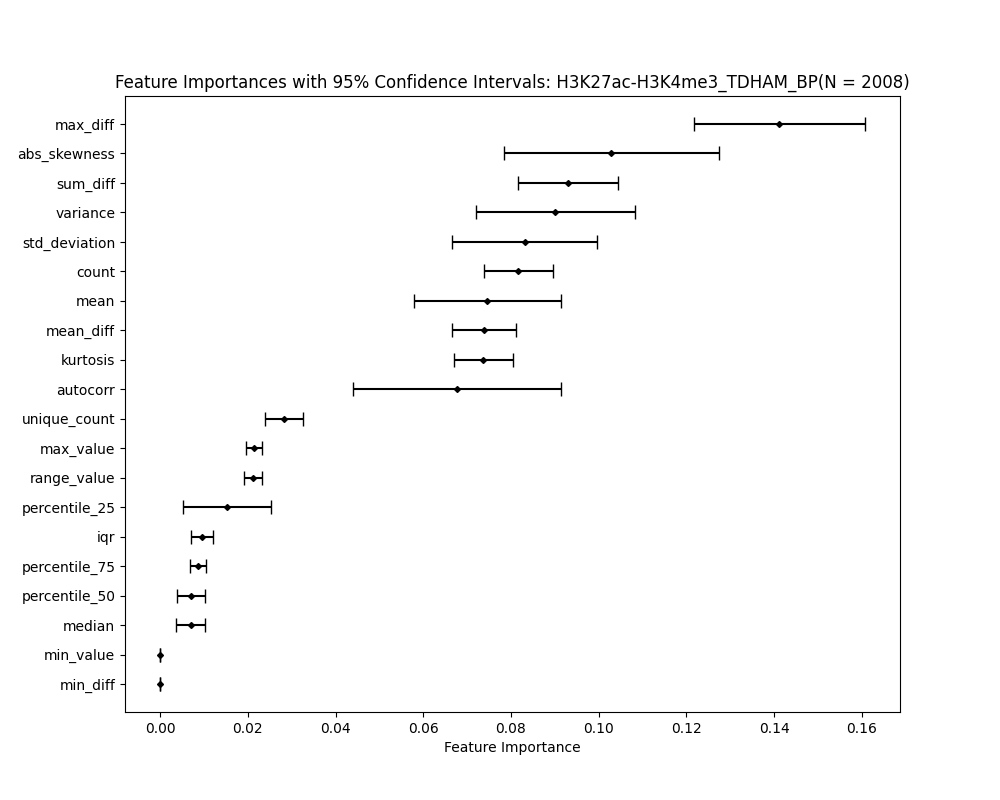 Feature Importances with 95% Confidence Intervals: H3K27ac-H3K4me3_TDHAM_BP(N = 2008)
max_diff
abs_skewness
sum_diff
variance
std_deviation
count
mean
mean_diff
kurtosis
autocorr
unique_count
max_value
range_value
percentile_25
iqr
percentile_75
percentile_50
median
min_value
min_diff
0.00 0.02 0.04 0.06 0.08 0.10 0.12 0.14 0.16
Feature Importance